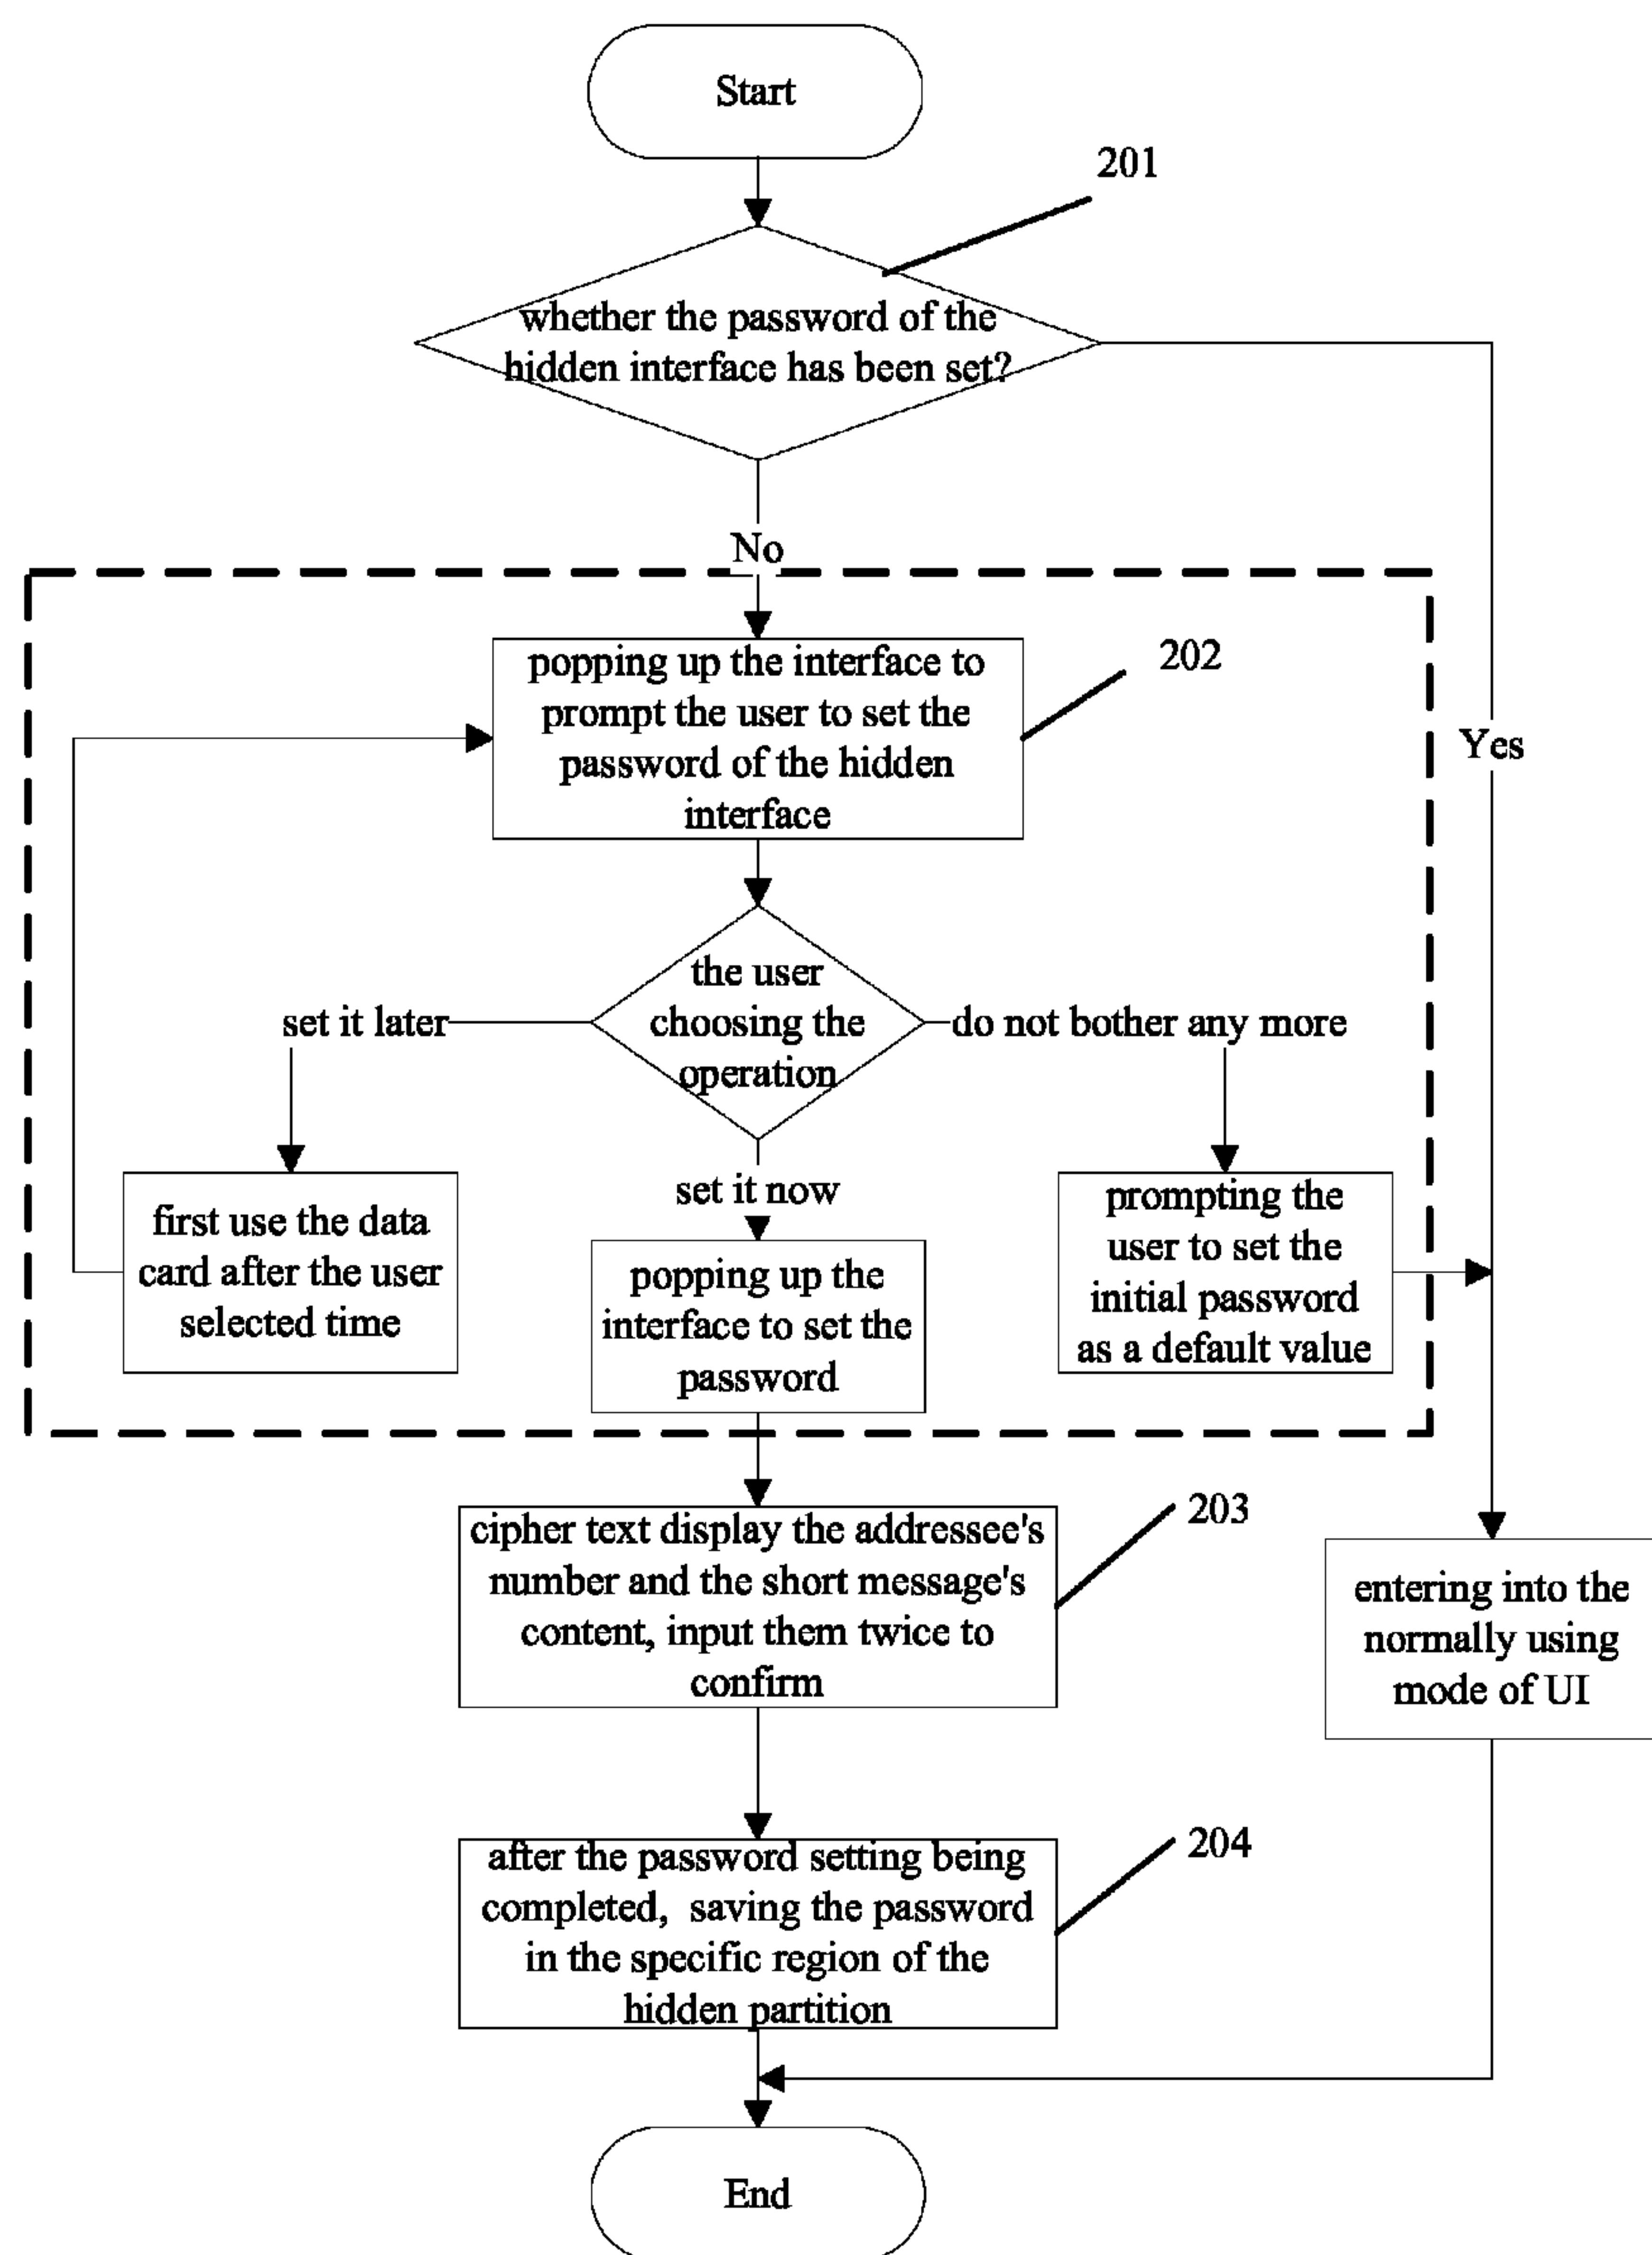 Start
201
whether the password of the
hidden interface has been set?
No
202
popping up the interface to
prompt the user to set the
password of the hidden
interface
Yes
the user
choosing the
operation
set it later
do not bother any more
set it now
first use the data
card after the user
selected time
popping up the
interface to set the
password
prompting the
user to set the
initial password
as a default value
203
cipher text display the addressee's
number and the short message's
content, input them twice to
confirm
entering into the
normally using
mode of UI
204
after the password setting being
completed, saving the password
in the specific region of the
hidden partition
End